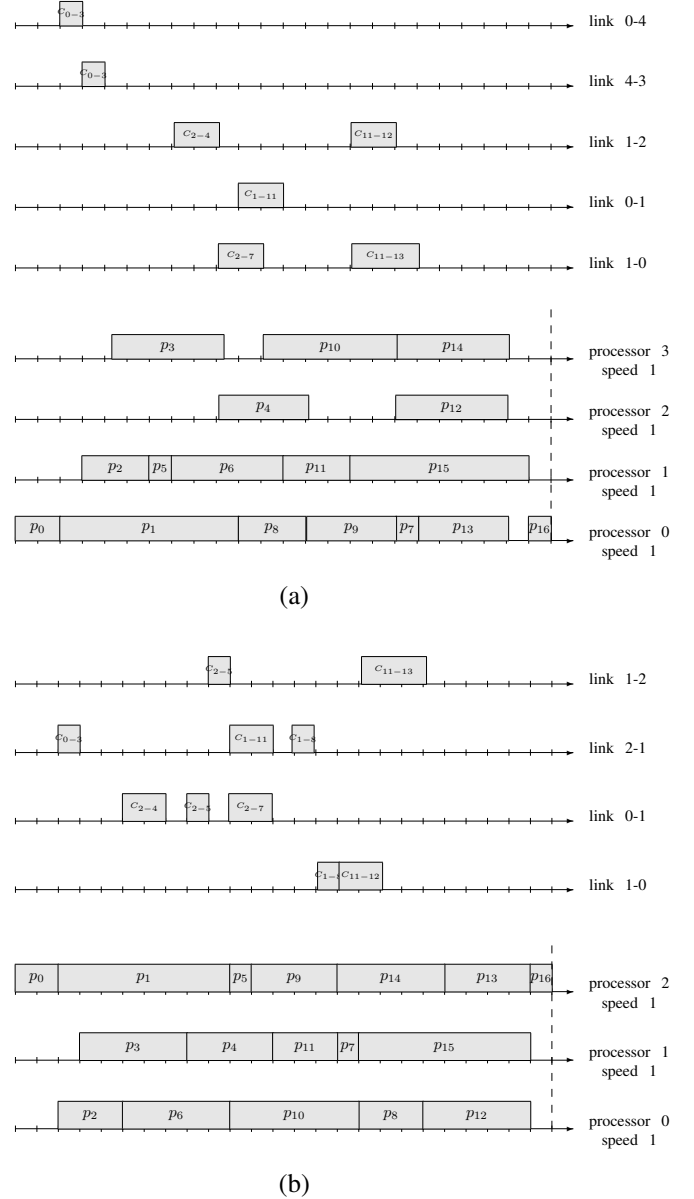 C0−3 link 0-4
C0−3 link 4-3
C2−4 C11−12 link 1-2
C1−11 link 0-1
C2−7 C11−13 link 1-0
p3 p10 p14 processor 3
speed 1
p4 p12 processor 2
speed 1
p2 p5 p6 p11 p15 processor 1
speed 1
p0 p1 p8 p9 p7 p13 p16 processor 0
speed 1
(a)
C2−5 C11−13 link 1-2
C0−3 C1−11 C1−8 link 2-1
C2−4 C2−5 C2−7 link 0-1
C1−8 C11−12 link 1-0
p0 p1 p5 p9 p14 p13 p16 processor 2
speed 1
p3 p4 p11 p7 p15 processor 1
speed 1
p2 p6 p10 p8 p12 processor 0
speed 1
(b)